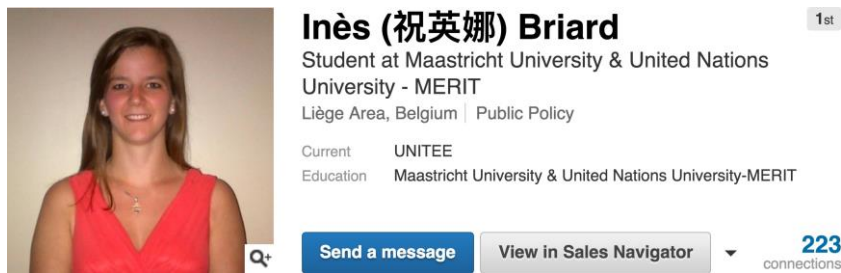 Inès (祝英娜) Briard
1st
Student at Maastricht University & United Nations
University - MERIT
Liège Area, Belgium | Public Policy
Current UNITEE
Education Maastricht University & United Nations University-MERIT
Send a message
View in Sales Navigator
223
connections